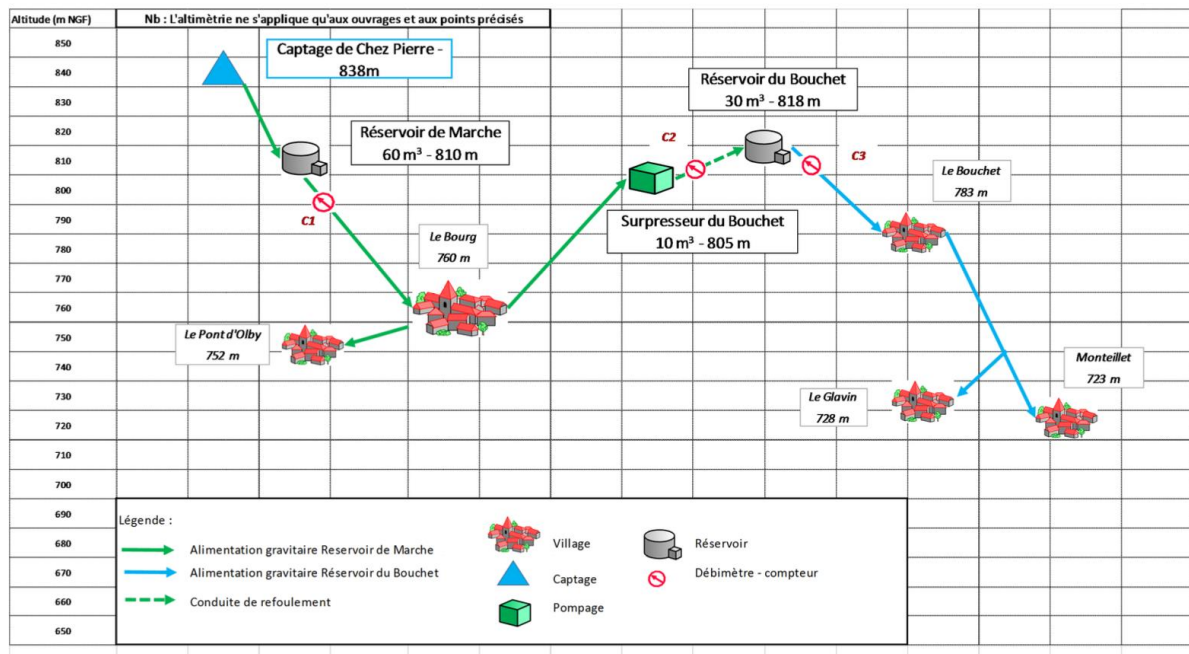 Altitude (m NGF)
Nb : L'altimètrie ne s'applique qu'aux ouvrages et aux points précisés
850
840
830
820
810
800
790
780
770
760
750
740
730
720
710
700
690
680
670
660
650
Captage de Chez Pierre -
838m
Réservoir de Marche
60 m³ - 810 m
C1
Le Bourg
760 m
Le Pont d'Olby
752 m
C2
Réservoir du Bouchet
30 m³ - 818 m
C3
Surpresseur du Bouchet
10 m³ - 805 m
Le Bouchet
783 m
Le Glavin
728 m
Monteillet
723 m
Légende :
Alimentation gravitaire Reservoir de Marche
Alimentation gravitaire Réservoir du Bouchet
Conduite de refoulement
Village
Captage
Pompage
Réservoir
Débimètre - compteur